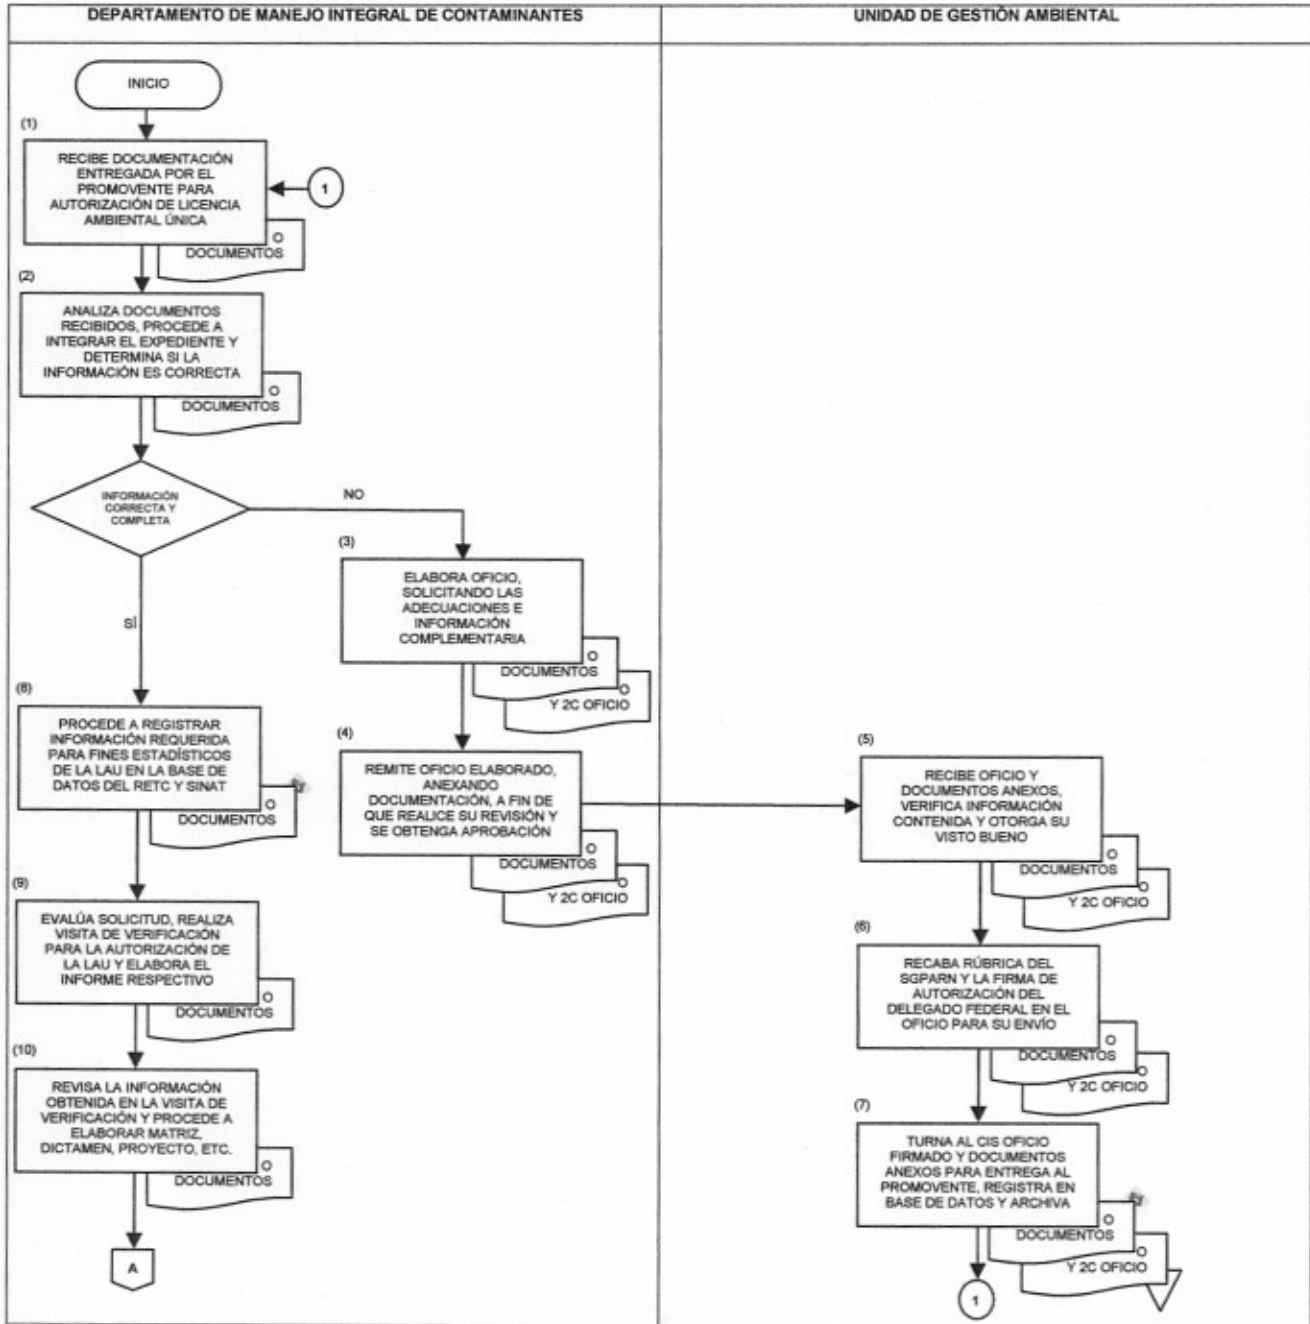 DEPARTAMENTO DE MANEJO INTEGRAL DE CONTAMINANTES
UNIDAD DE GESTIÓN AMBIENTAL
INICIO
(1)
RECIBE DOCUMENTACIÓN
ENTREGADA POR EL
PROMOVENTE PARA
AUTORIZACIÓN DE LICENCIA
AMBIENTAL ÚNICA
1
O
DOCUMENTOS
(2)
ANALIZA DOCUMENTOS
RECIBIDOS, PROCEDE A
INTEGRAR EL EXPEDIENTE Y
DETERMINA SI LA
INFORMACIÓN ES CORRECTA
O
DOCUMENTOS
INFORMACIÓN
CORRECTA Y
COMPLETA
NO
SÍ
(3)
ELABORA OFICIO,
SOLICITANDO LAS
ADECUACIONES E
INFORMACIÓN
COMPLEMENTARIA
O
DOCUMENTOS
O
Y 2C OFICIO
(4)
REMITE OFICIO ELABORADO,
ANEXANDO
DOCUMENTACIÓN, A FIN DE
QUE REALICE SU REVISIÓN Y
SE OBTENGA APROBACIÓN
O
DOCUMENTOS
O
Y 2C OFICIO
(5)
RECIBE OFICIO Y
DOCUMENTOS ANEXOS,
VERIFICA INFORMACIÓN
CONTENIDA Y OTORGA SU
VISTO BUENO
O
DOCUMENTOS
O
Y 2C OFICIO
(6)
RECABA RÚBRICA DEL
SGPARN Y LA FIRMA DE
AUTORIZACIÓN DEL
DELEGADO FEDERAL EN EL
OFICIO PARA SU ENVÍO
O
DOCUMENTOS
O
Y 2C OFICIO
(7)
TURNA AL CIS OFICIO
FIRMADO Y DOCUMENTOS
ANEXOS PARA ENTREGA AL
PROMOVENTE, REGISTRA EN
BASE DE DATOS Y ARCHIVA
O
DOCUMENTOS
O
Y 2C OFICIO
1
(8)
PROCEDE A REGISTRAR
INFORMACIÓN REQUERIDA
PARA FINES ESTADÍSTICOS
DE LA LAU EN LA BASE DE
DATOS DEL RETC Y SINAT
O
DOCUMENTOS
(9)
EVALÚA SOLICITUD, REALIZA
VISITA DE VERIFICACIÓN
PARA LA AUTORIZACIÓN DE
LA LAU Y ELABORA EL
INFORME RESPECTIVO
O
DOCUMENTOS
(10)
REVISA LA INFORMACIÓN
OBTENIDA EN LA VISITA DE
VERIFICACIÓN Y PROCEDE A
ELABORAR MATRIZ,
DICTAMEN, PROYECTO, ETC.
O
DOCUMENTOS
A